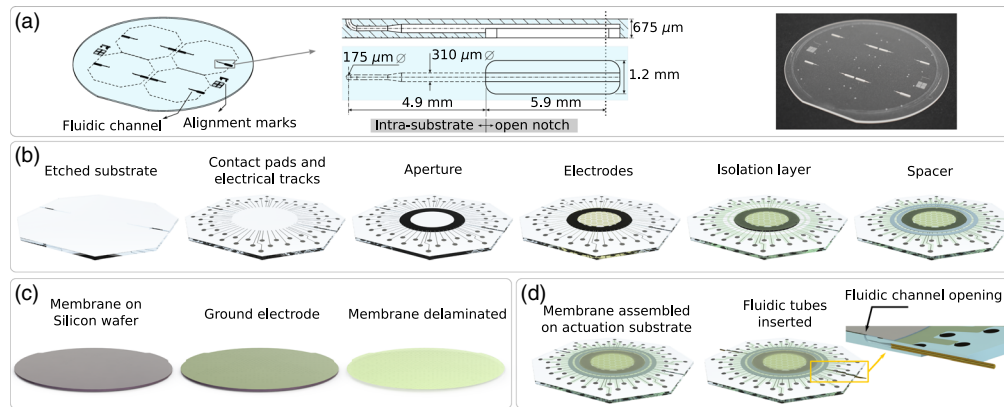 (a)
675 µm
175 µm ⌀
310 µm ⌀
1.2 mm
4.9 mm
5.9 mm
Fluidic channel
Alignment marks
Intra-substrate
open notch
(b)
Etched substrate
Contact pads and
electrical tracks
Aperture
Electrodes
Isolation layer
Spacer
(c)
Membrane on
Silicon wafer
Ground electrode
Membrane delaminated
(d)
Membrane assembled
on actuation substrate
Fluidic tubes
inserted
Fluidic channel opening